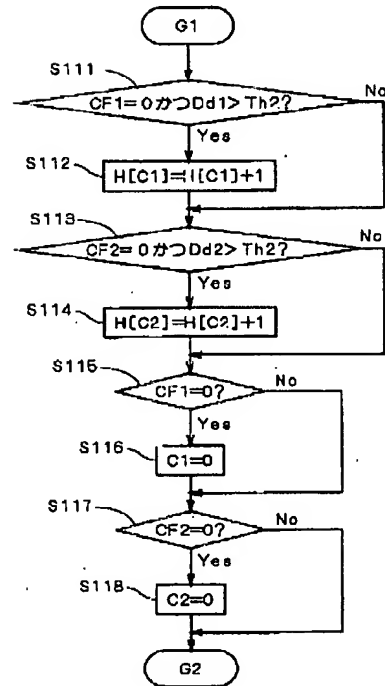 G1
S111
CF1=0かつDd1>Th2?
No
Yes
S112
H[C1]=H[C1]+1
S113
CF2=0かつDd2>Th2?
No
Yes
S114
H[C2]=H[C2]+1
S115
CF1=0?
No
Yes
S116
C1=0
S117
CF2=0?
No
Yes
S118
C2=0
G2